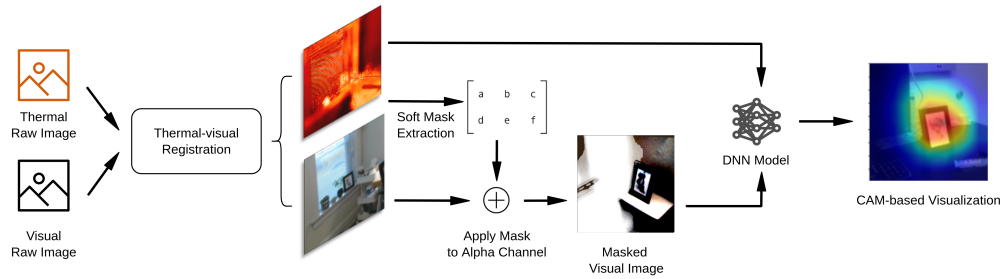 Thermal
Raw Image
Visual
Raw Image
Thermal-visual
Registration
Soft Mask
Extraction
a b c
d e f
Apply Mask
to Alpha Channel
Masked
Visual Image
DNN Model
CAM-based Visualization